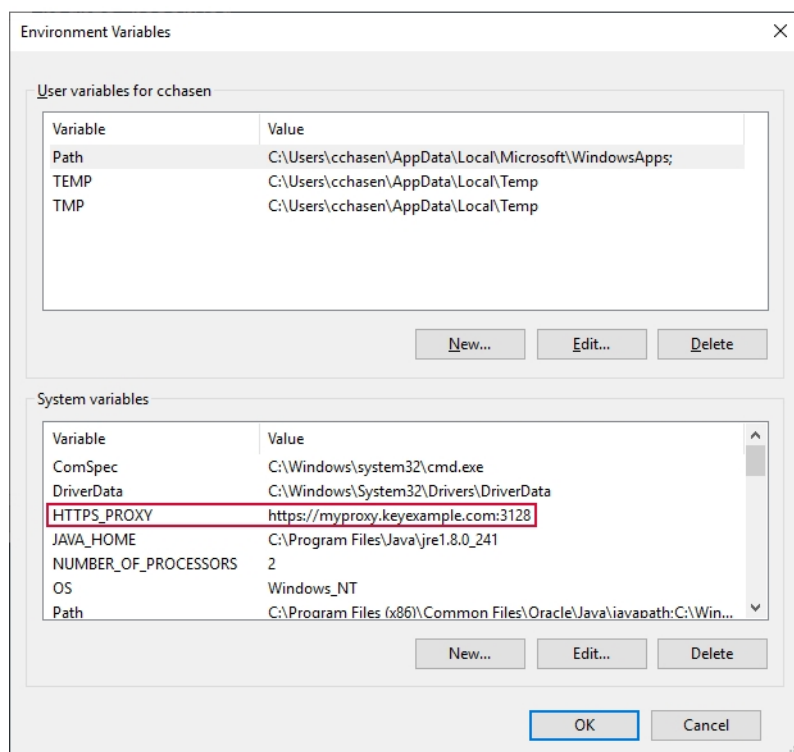 Environment Variables
User variables for cchasen
Variable Value
Path C:\Users\cchasen\AppData\Local\Microsoft\WindowsApps;
TEMP C:\Users\cchasen\AppData\Local\Temp
TMP C:\Users\cchasen\AppData\Local\Temp
New... Edit... Delete
System variables
Variable Value
ComSpec C:\Windows\system32\cmd.exe
DriverData C:\Windows\System32\Drivers\DriverData
HTTPS_PROXY https://myproxy.keyexample.com:3128
JAVA_HOME C:\Program Files\Java\jre1.8.0_241
NUMBER_OF_PROCESSORS 2
OS Windows_NT
Path C:\Program Files (x86)\Common Files\Oracle\Java\javapath;C:\Win...
New... Edit... Delete
OK Cancel